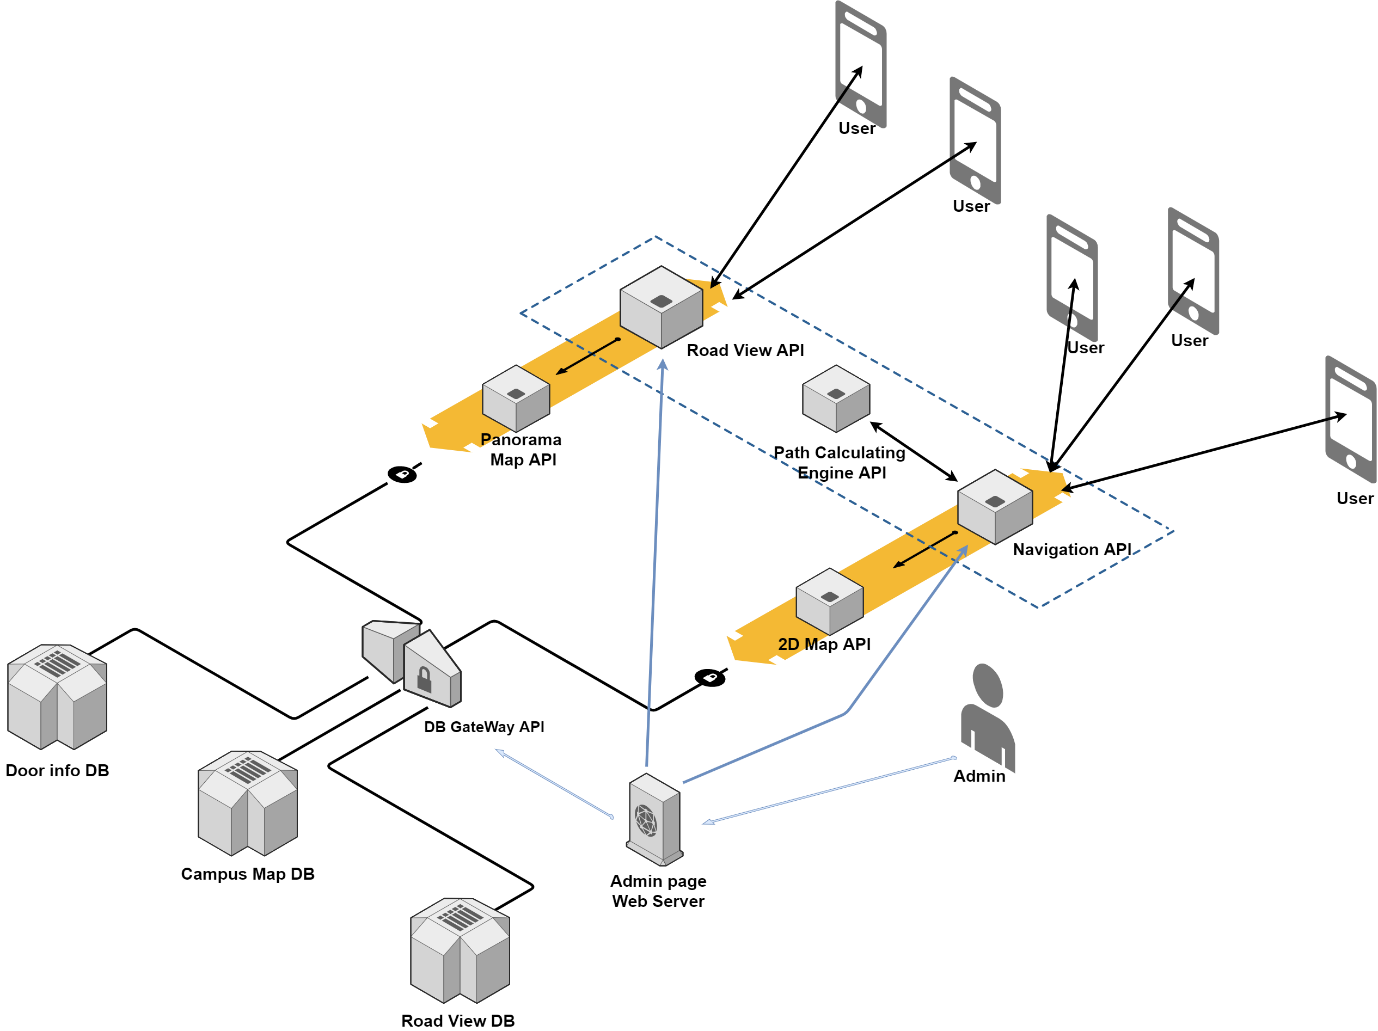 User
User
User
User
Road View API
Panorama
Map API
Path Calculating
Engine API
User
Navigation API
2D Map API
DB GateWay API
Door info DB
Admin
Campus Map DB
Admin page
Web Server
Road View DB